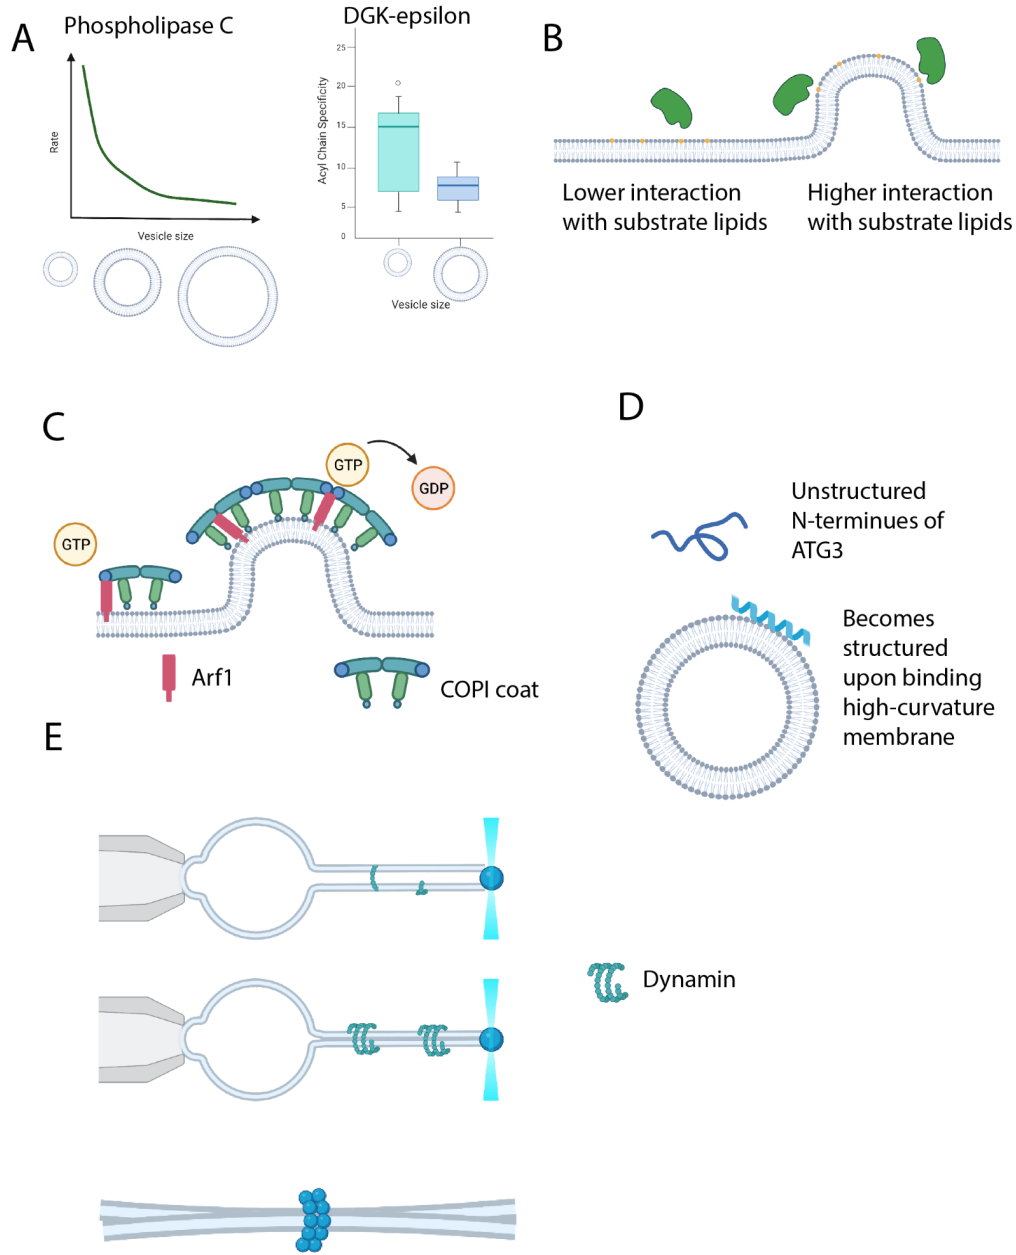 A
Phospholipase C
Rate
Vesicle size
DGK-epsilon
Acyl Chain Specificity
25
20
15
10
5
0
Vesicle size
B
Lower interaction
with substrate lipids
Higher interaction
with substrate lipids
C
GTP
GTP
GDP
Arf1
COPI coat
D
Unstructured
N-terminues of
ATG3
Becomes
structured
upon binding
high-curvature
membrane
E
Dynamin